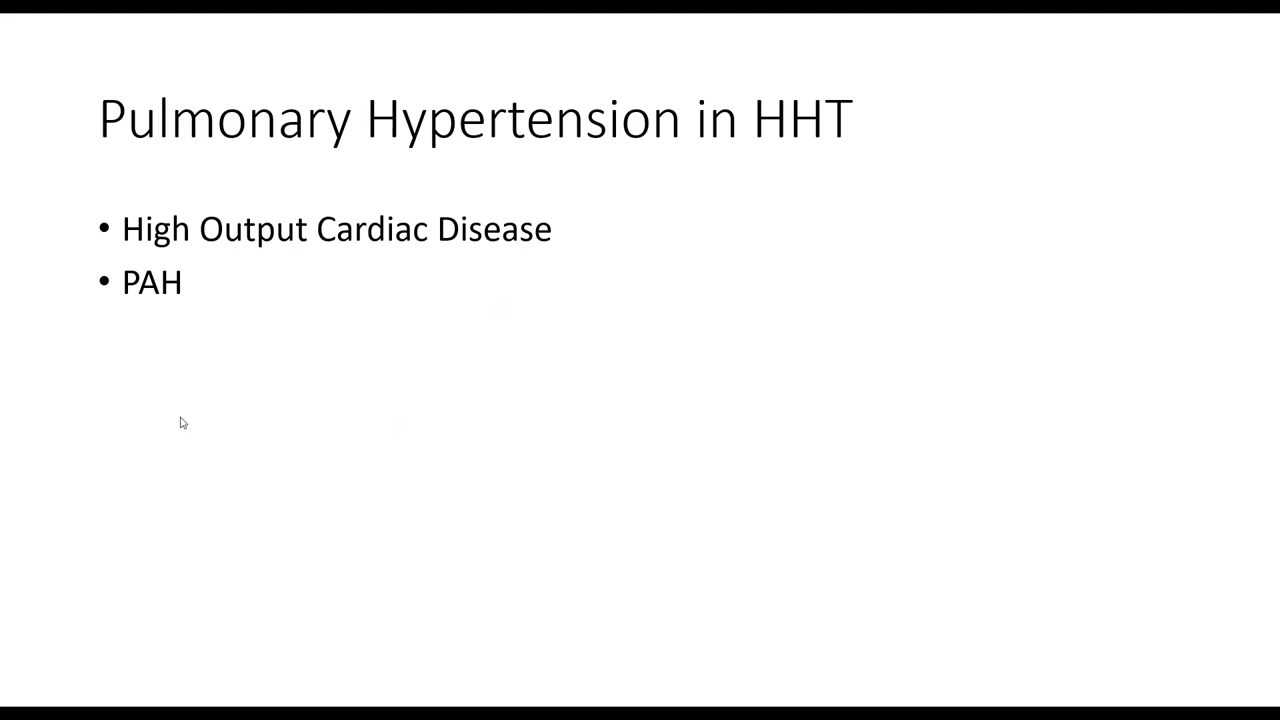 Pulmonary Hypertension in HHT
• High Output Cardiac Disease
• PAH